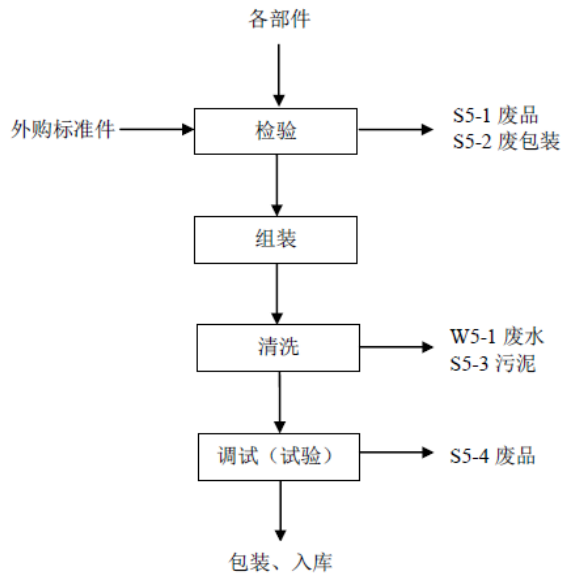 各部件
外购标准件
检验
S5-1 废品
S5-2 废包装
组装
清洗
W5-1 废水
S5-3 污泥
调试（试验）
S5-4 废品
包装、入库